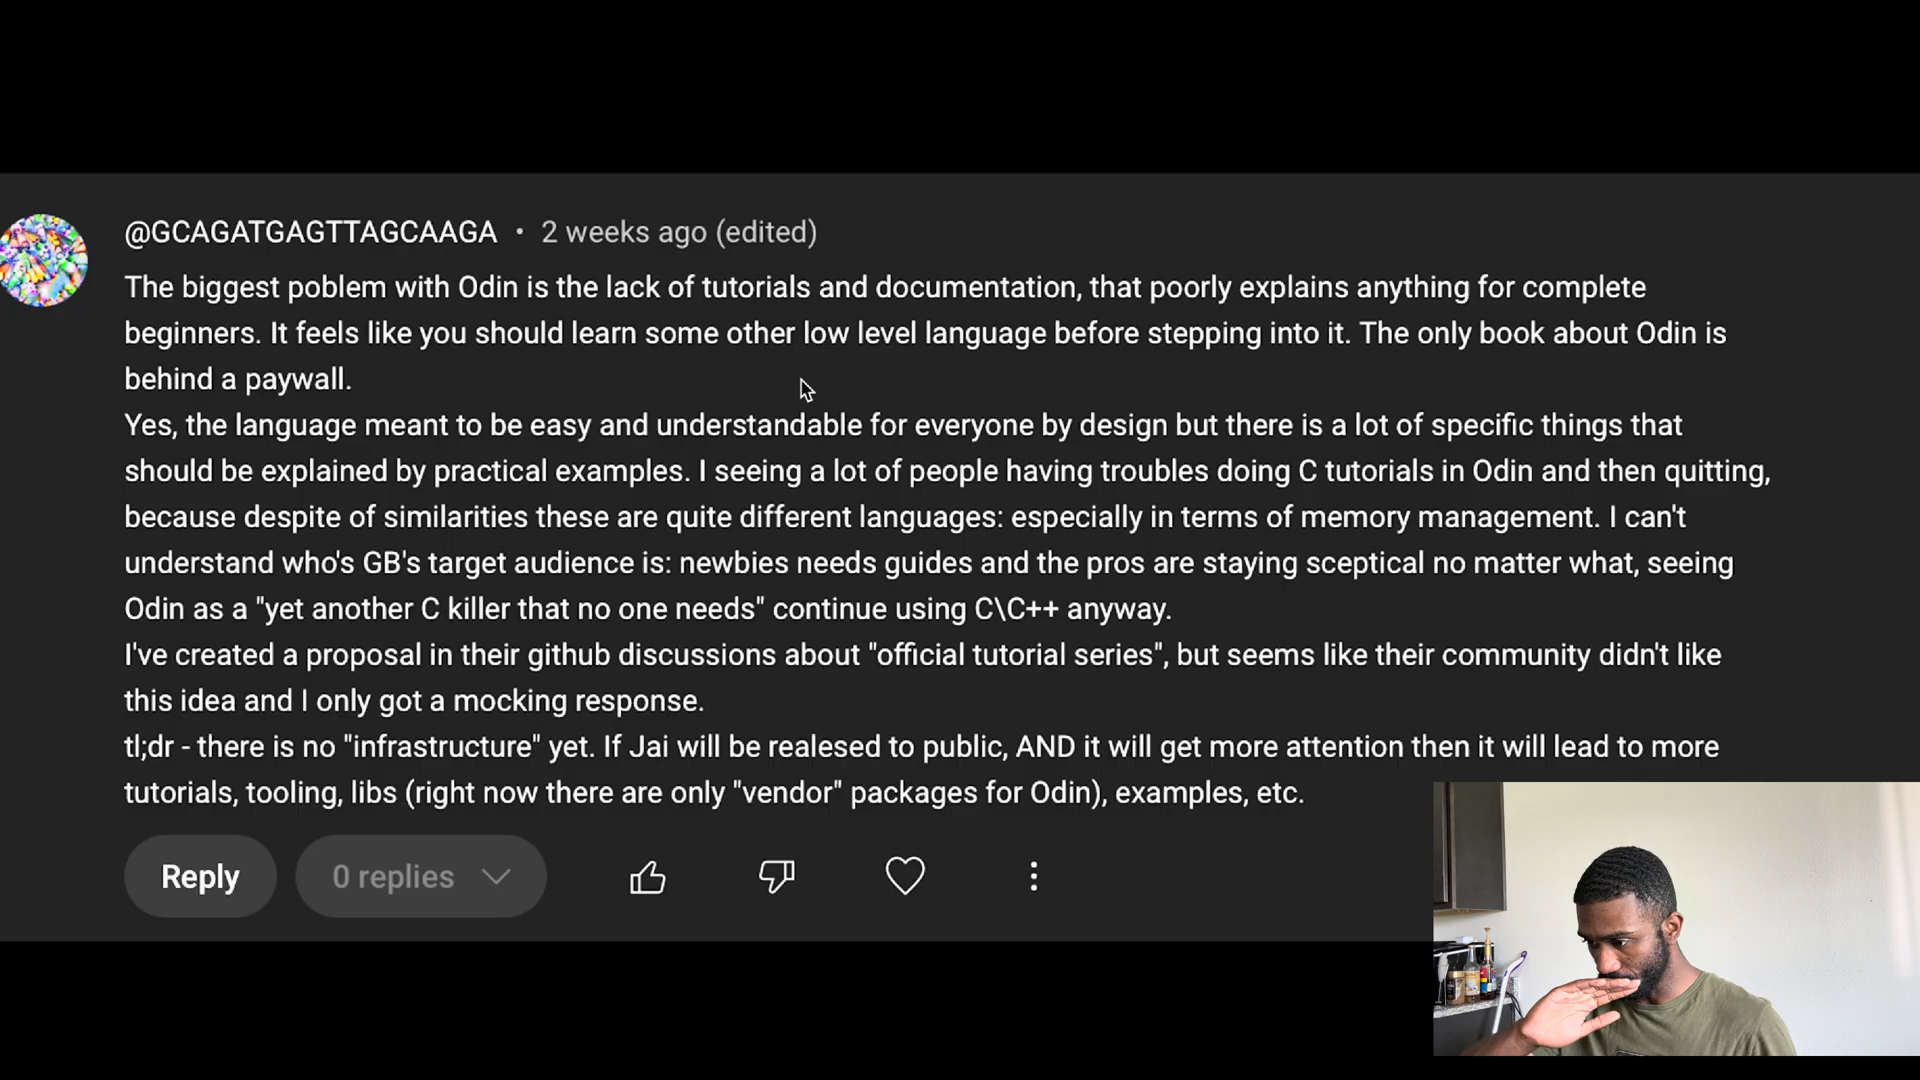 @GCAGATGAGTTAGCAAGA • 2 weeks ago (edited)
The biggest poblem with Odin is the lack of tutorials and documentation, that poorly explains anything for complete
beginners. It feels like you should learn some other low level language before stepping into it. The only book about Odin is
behind a paywall.
Yes, the language meant to be easy and understandable for everyone by design but there is a lot of specific things that
should be explained by practical examples. I seeing a lot of people having troubles doing C tutorials in Odin and then quitting,
because despite of similarities these are quite different languages: especially in terms of memory management. I can't
understand who's GB's target audience is: newbies needs guides and the pros are staying sceptical no matter what, seeing
Odin as a "yet another C killer that no one needs" continue using C\C++ anyway.
I've created a proposal in their github discussions about "official tutorial series", but seems like their community didn't like
this idea and I only got a mocking response.
tl;dr - there is no "infrastructure" yet. If Jai will be realesed to public, AND it will get more attention then it will lead to more
tutorials, tooling, libs (right now there are only "vendor" packages for Odin), examples, etc.
Reply
0 replies